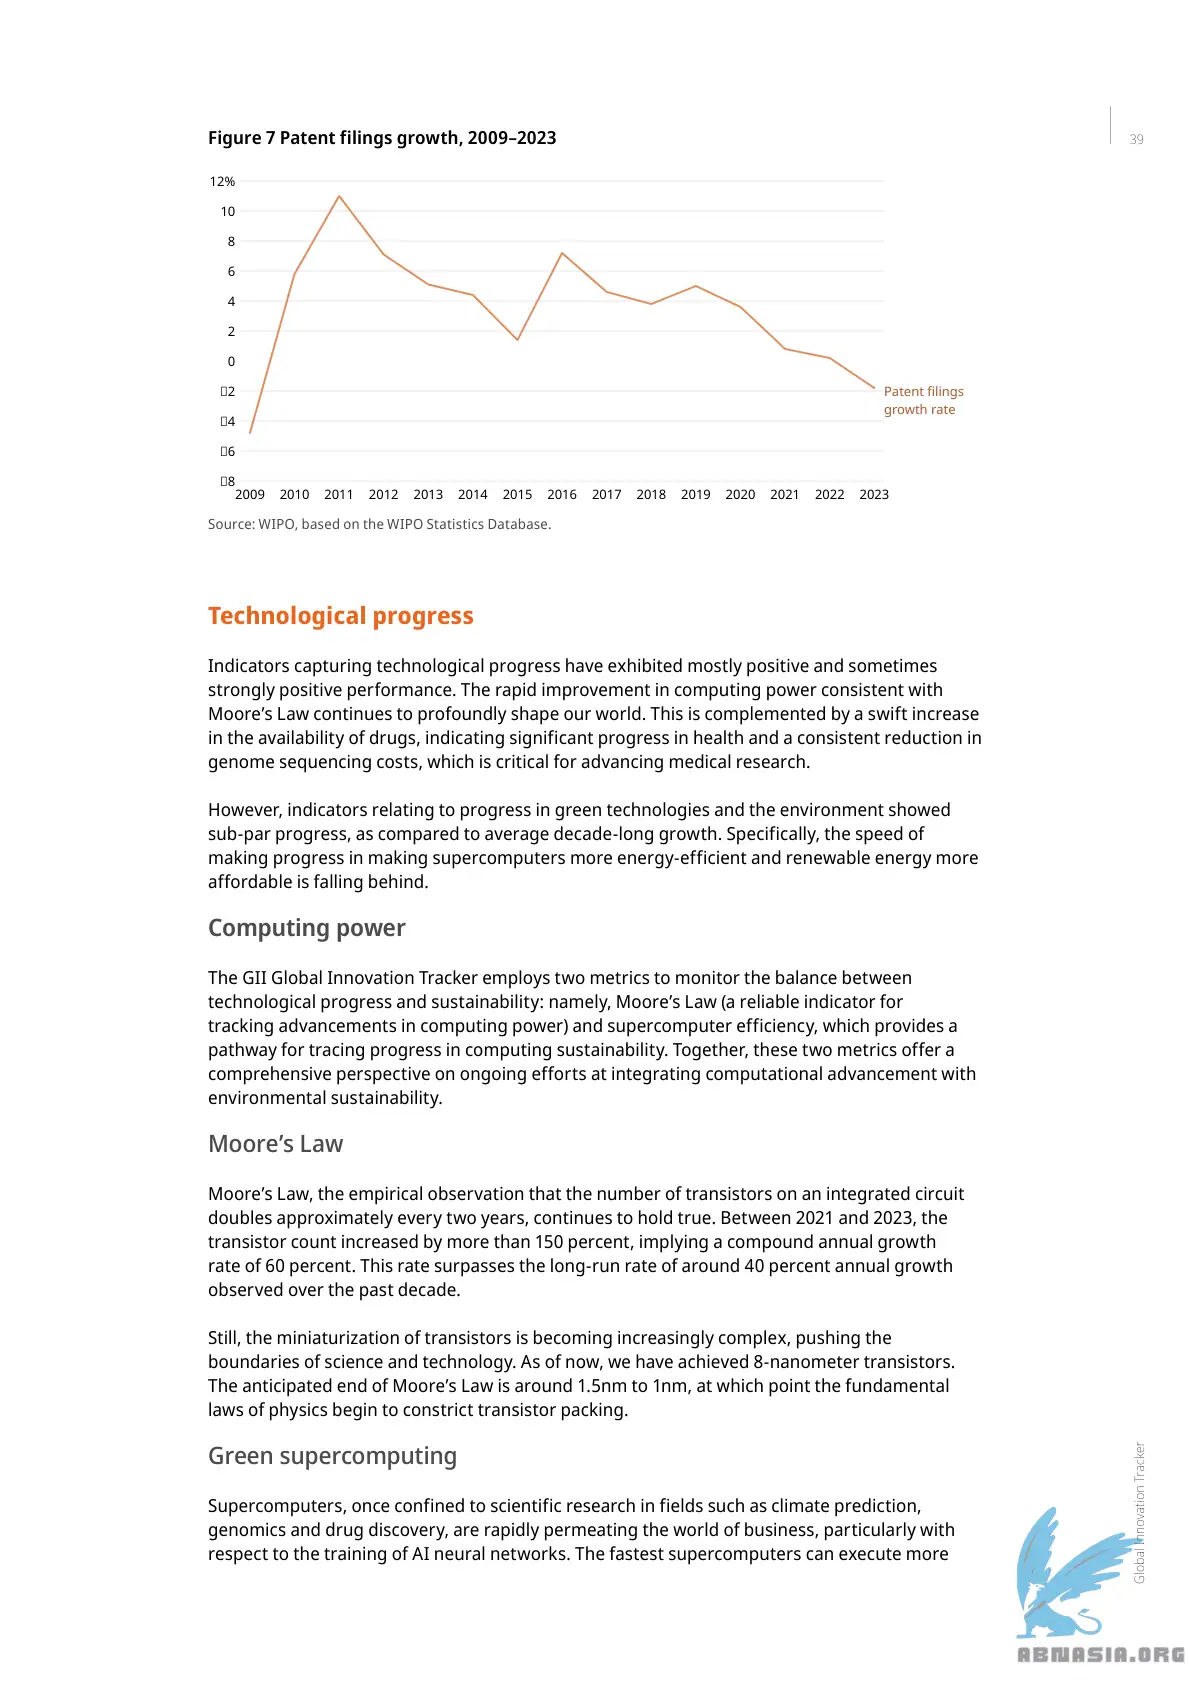 Figure 7 Patent filings growth, 2009–2023
39
12%
10
8
6
4
2
0
▯2
▯4
▯6
▯8
2009 2010 2011 2012 2013 2014 2015 2016 2017 2018 2019 2020 2021 2022 2023
Patent filings
growth rate
Source: WIPO, based on the WIPO Statistics Database.
Technological progress
Indicators capturing technological progress have exhibited mostly positive and sometimes
strongly positive performance. The rapid improvement in computing power consistent with
Moore’s Law continues to profoundly shape our world. This is complemented by a swift increase
in the availability of drugs, indicating significant progress in health and a consistent reduction in
genome sequencing costs, which is critical for advancing medical research.
However, indicators relating to progress in green technologies and the environment showed
sub-par progress, as compared to average decade-long growth. Specifically, the speed of
making progress in making supercomputers more energy-efficient and renewable energy more
affordable is falling behind.
Computing power
The GII Global Innovation Tracker employs two metrics to monitor the balance between
technological progress and sustainability: namely, Moore’s Law (a reliable indicator for
tracking advancements in computing power) and supercomputer efficiency, which provides a
pathway for tracing progress in computing sustainability. Together, these two metrics offer a
comprehensive perspective on ongoing efforts at integrating computational advancement with
environmental sustainability.
Moore’s Law
Moore’s Law, the empirical observation that the number of transistors on an integrated circuit
doubles approximately every two years, continues to hold true. Between 2021 and 2023, the
transistor count increased by more than 150 percent, implying a compound annual growth
rate of 60 percent. This rate surpasses the long-run rate of around 40 percent annual growth
observed over the past decade.
Still, the miniaturization of transistors is becoming increasingly complex, pushing the
boundaries of science and technology. As of now, we have achieved 8-nanometer transistors.
The anticipated end of Moore’s Law is around 1.5nm to 1nm, at which point the fundamental
laws of physics begin to constrict transistor packing.
Green supercomputing
Supercomputers, once confined to scientific research in fields such as climate prediction,
genomics and drug discovery, are rapidly permeating the world of business, particularly with
respect to the training of AI neural networks. The fastest supercomputers can execute more
Global Innovation Tracker
ABNASIA.ORG